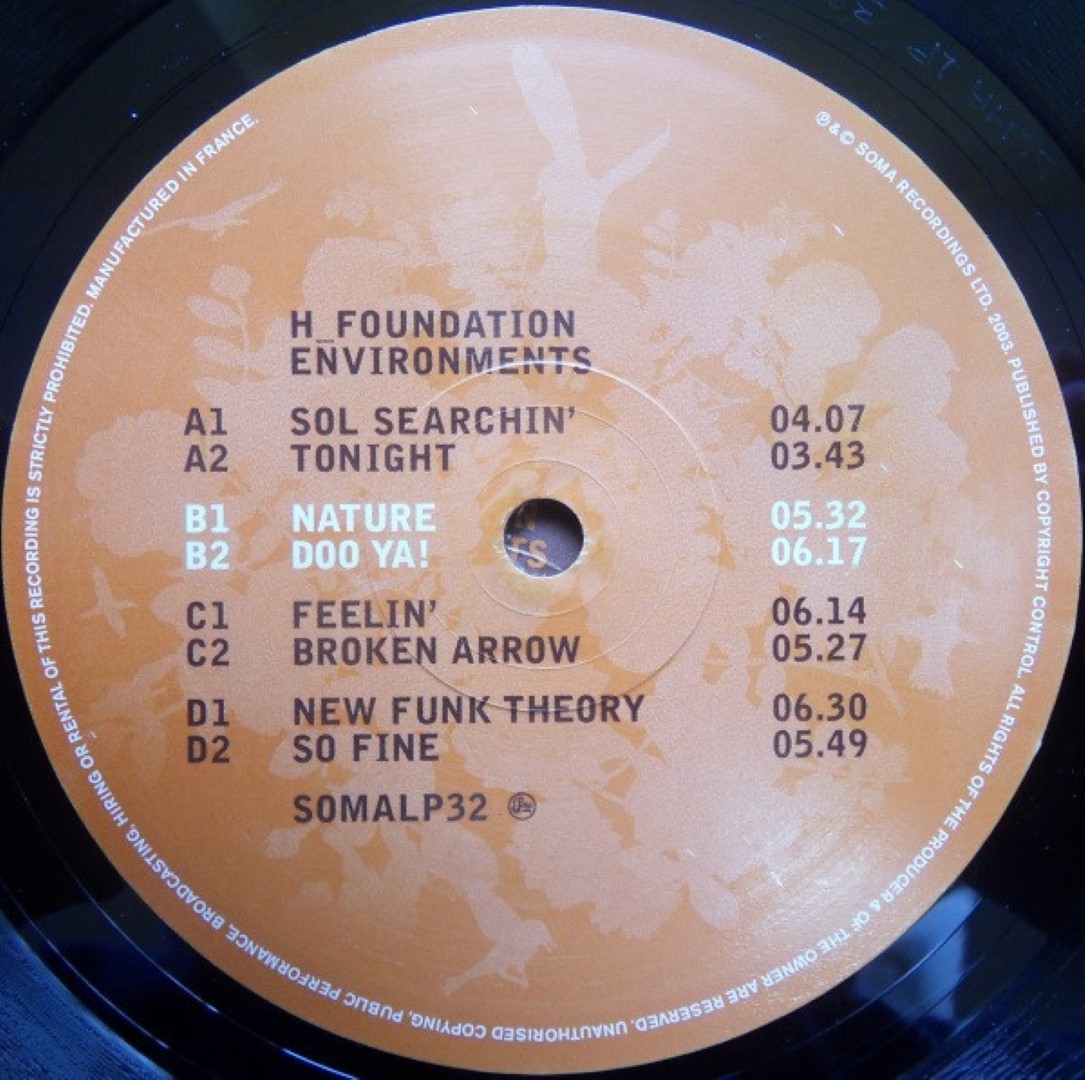 H_FOUNDATION
ENVIRONMENTS
A1 SOL SEARCHIN' 04.07
A2 TONIGHT 03.43
B1 NATURE 05.32
B2 DOO YA! 06.17
C1 FEELIN' 06.14
C2 BROKEN ARROW 05.27
D1 NEW FUNK THEORY 06.30
D2 SO FINE 05.49
SOMALP32
℗ & © SOMA RECORDINGS LTD. 2003. PUBLISHED BY COPYRIGHT CONTROL. ALL RIGHTS OF THE PRODUCER & OF THE OWNER ARE RESERVED. UNAUTHORISED COPYING, PUBLIC PERFORMANCE, BROADCASTING, HIRING OR RENTAL OF THIS RECORDING IS STRICTLY PROHIBITED. MANUFACTURED IN FRANCE.